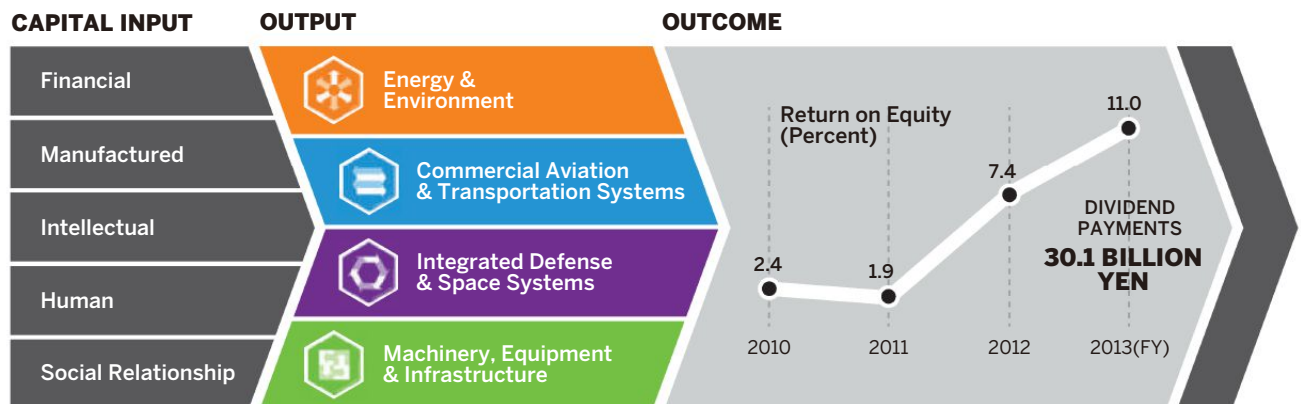 CAPITAL INPUT
Financial
Manufactured
Intellectual
Human
Social Relationship
OUTPUT
Energy &
Environment
Commercial Aviation
& Transportation Systems
Integrated Defense
& Space Systems
Machinery, Equipment
& Infrastructure
OUTCOME
Return on Equity
(Percent)
2.4
1.9
7.4
11.0
DIVIDEND
PAYMENTS
30.1 BILLION
YEN
2010 2011 2012 2013(FY)